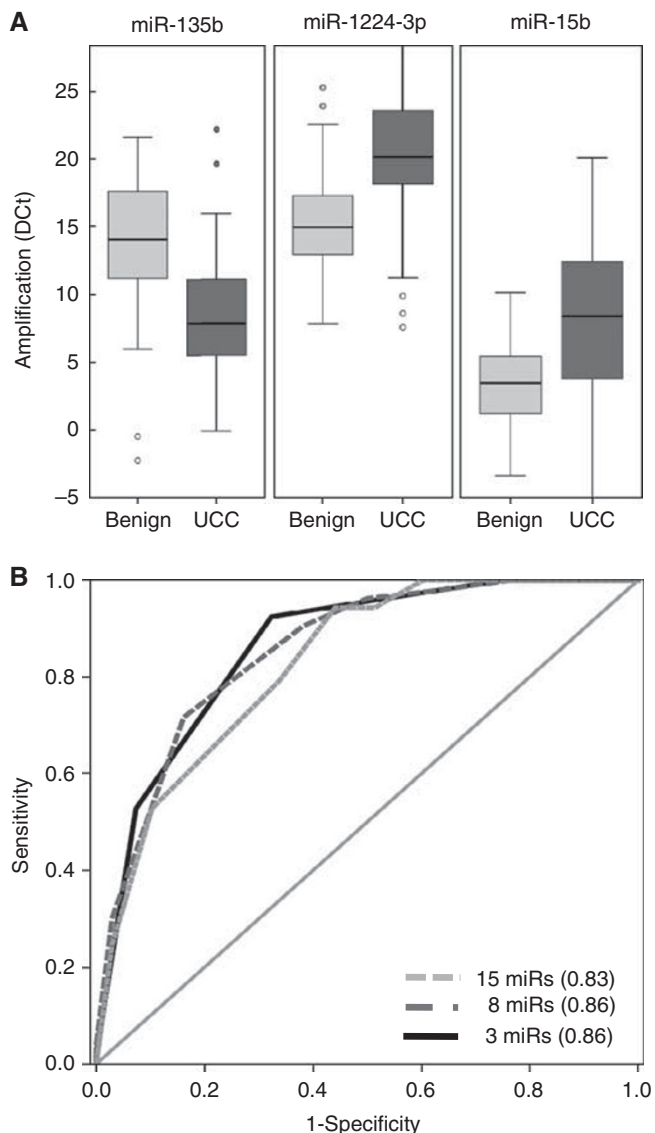 A
miR-135b miR-1224-3p miR-15b
Amplification (DCt)
25
20
15
10
5
0
–5
Benign UCC Benign UCC Benign UCC
B
Sensitivity
1.0
0.8
0.6
0.4
0.2
0.0
15 miRs (0.83)
8 miRs (0.86)
3 miRs (0.86)
0.0 0.2 0.4 0.6 0.8 1.0
1-Specificity